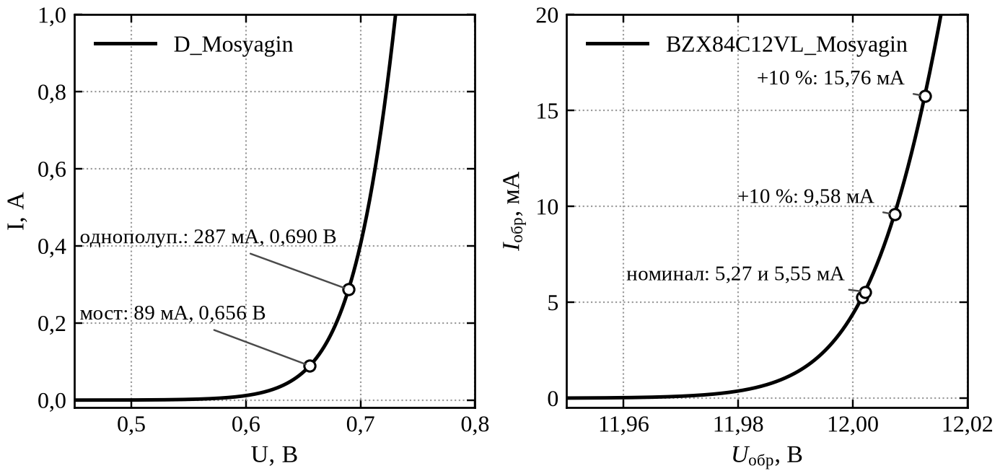 1,0
0,8
0,6
0,4
0,2
0,0
I, А
D_Mosyagin
однополуп.: 287 мА, 0,690 В
мост: 89 мА, 0,656 В
0,5 0,6 0,7 0,8
U, В
20
15
10
5
0
Iобр, мА
BZX84C12VL_Mosyagin
+10 %: 15,76 мА
+10 %: 9,58 мА
номинал: 5,27 и 5,55 мА
11,96 11,98 12,00 12,02
Uобр, В